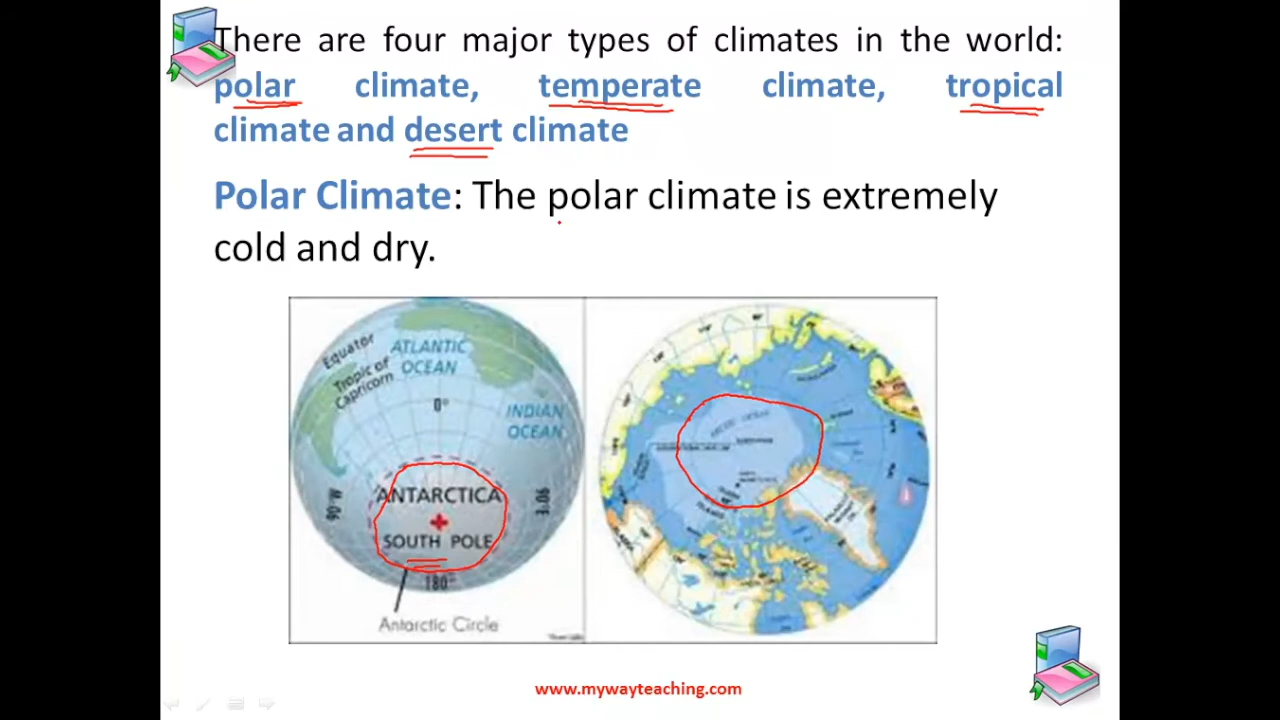 There are four major types of climates in the world:
polar climate, temperate climate, tropical
climate and desert climate
Polar Climate: The polar climate is extremely
cold and dry.
Equator
Tropic of
Capricorn
ATLANTIC
OCEAN
0°
INDIAN
OCEAN
90°W
90°E
ANTARCTICA
SOUTH POLE
180°
Antarctic Circle
www.mywayteaching.com